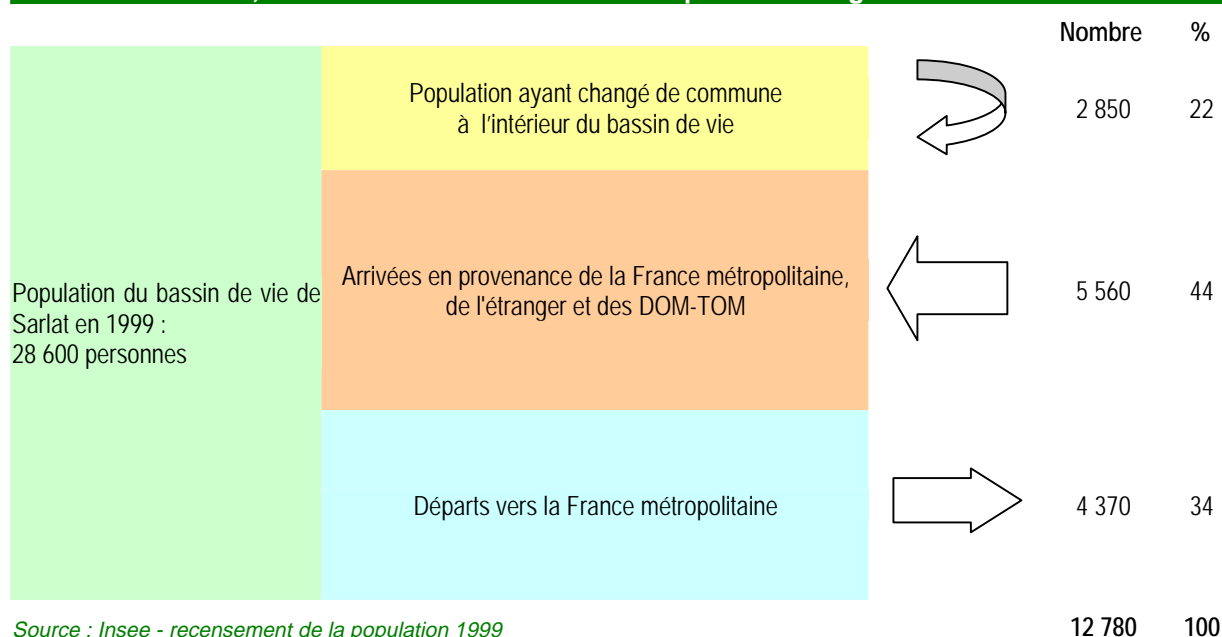 Nombre %
Population ayant changé de commune
à l'intérieur du bassin de vie
2 850 22
Arrivées en provenance de la France métropolitaine,
de l'étranger et des DOM-TOM
5 560 44
Population du bassin de vie de
Sarlat en 1999 :
28 600 personnes
Départs vers la France métropolitaine
4 370 34
Source : Insee - recensement de la population 1999
12 780 100